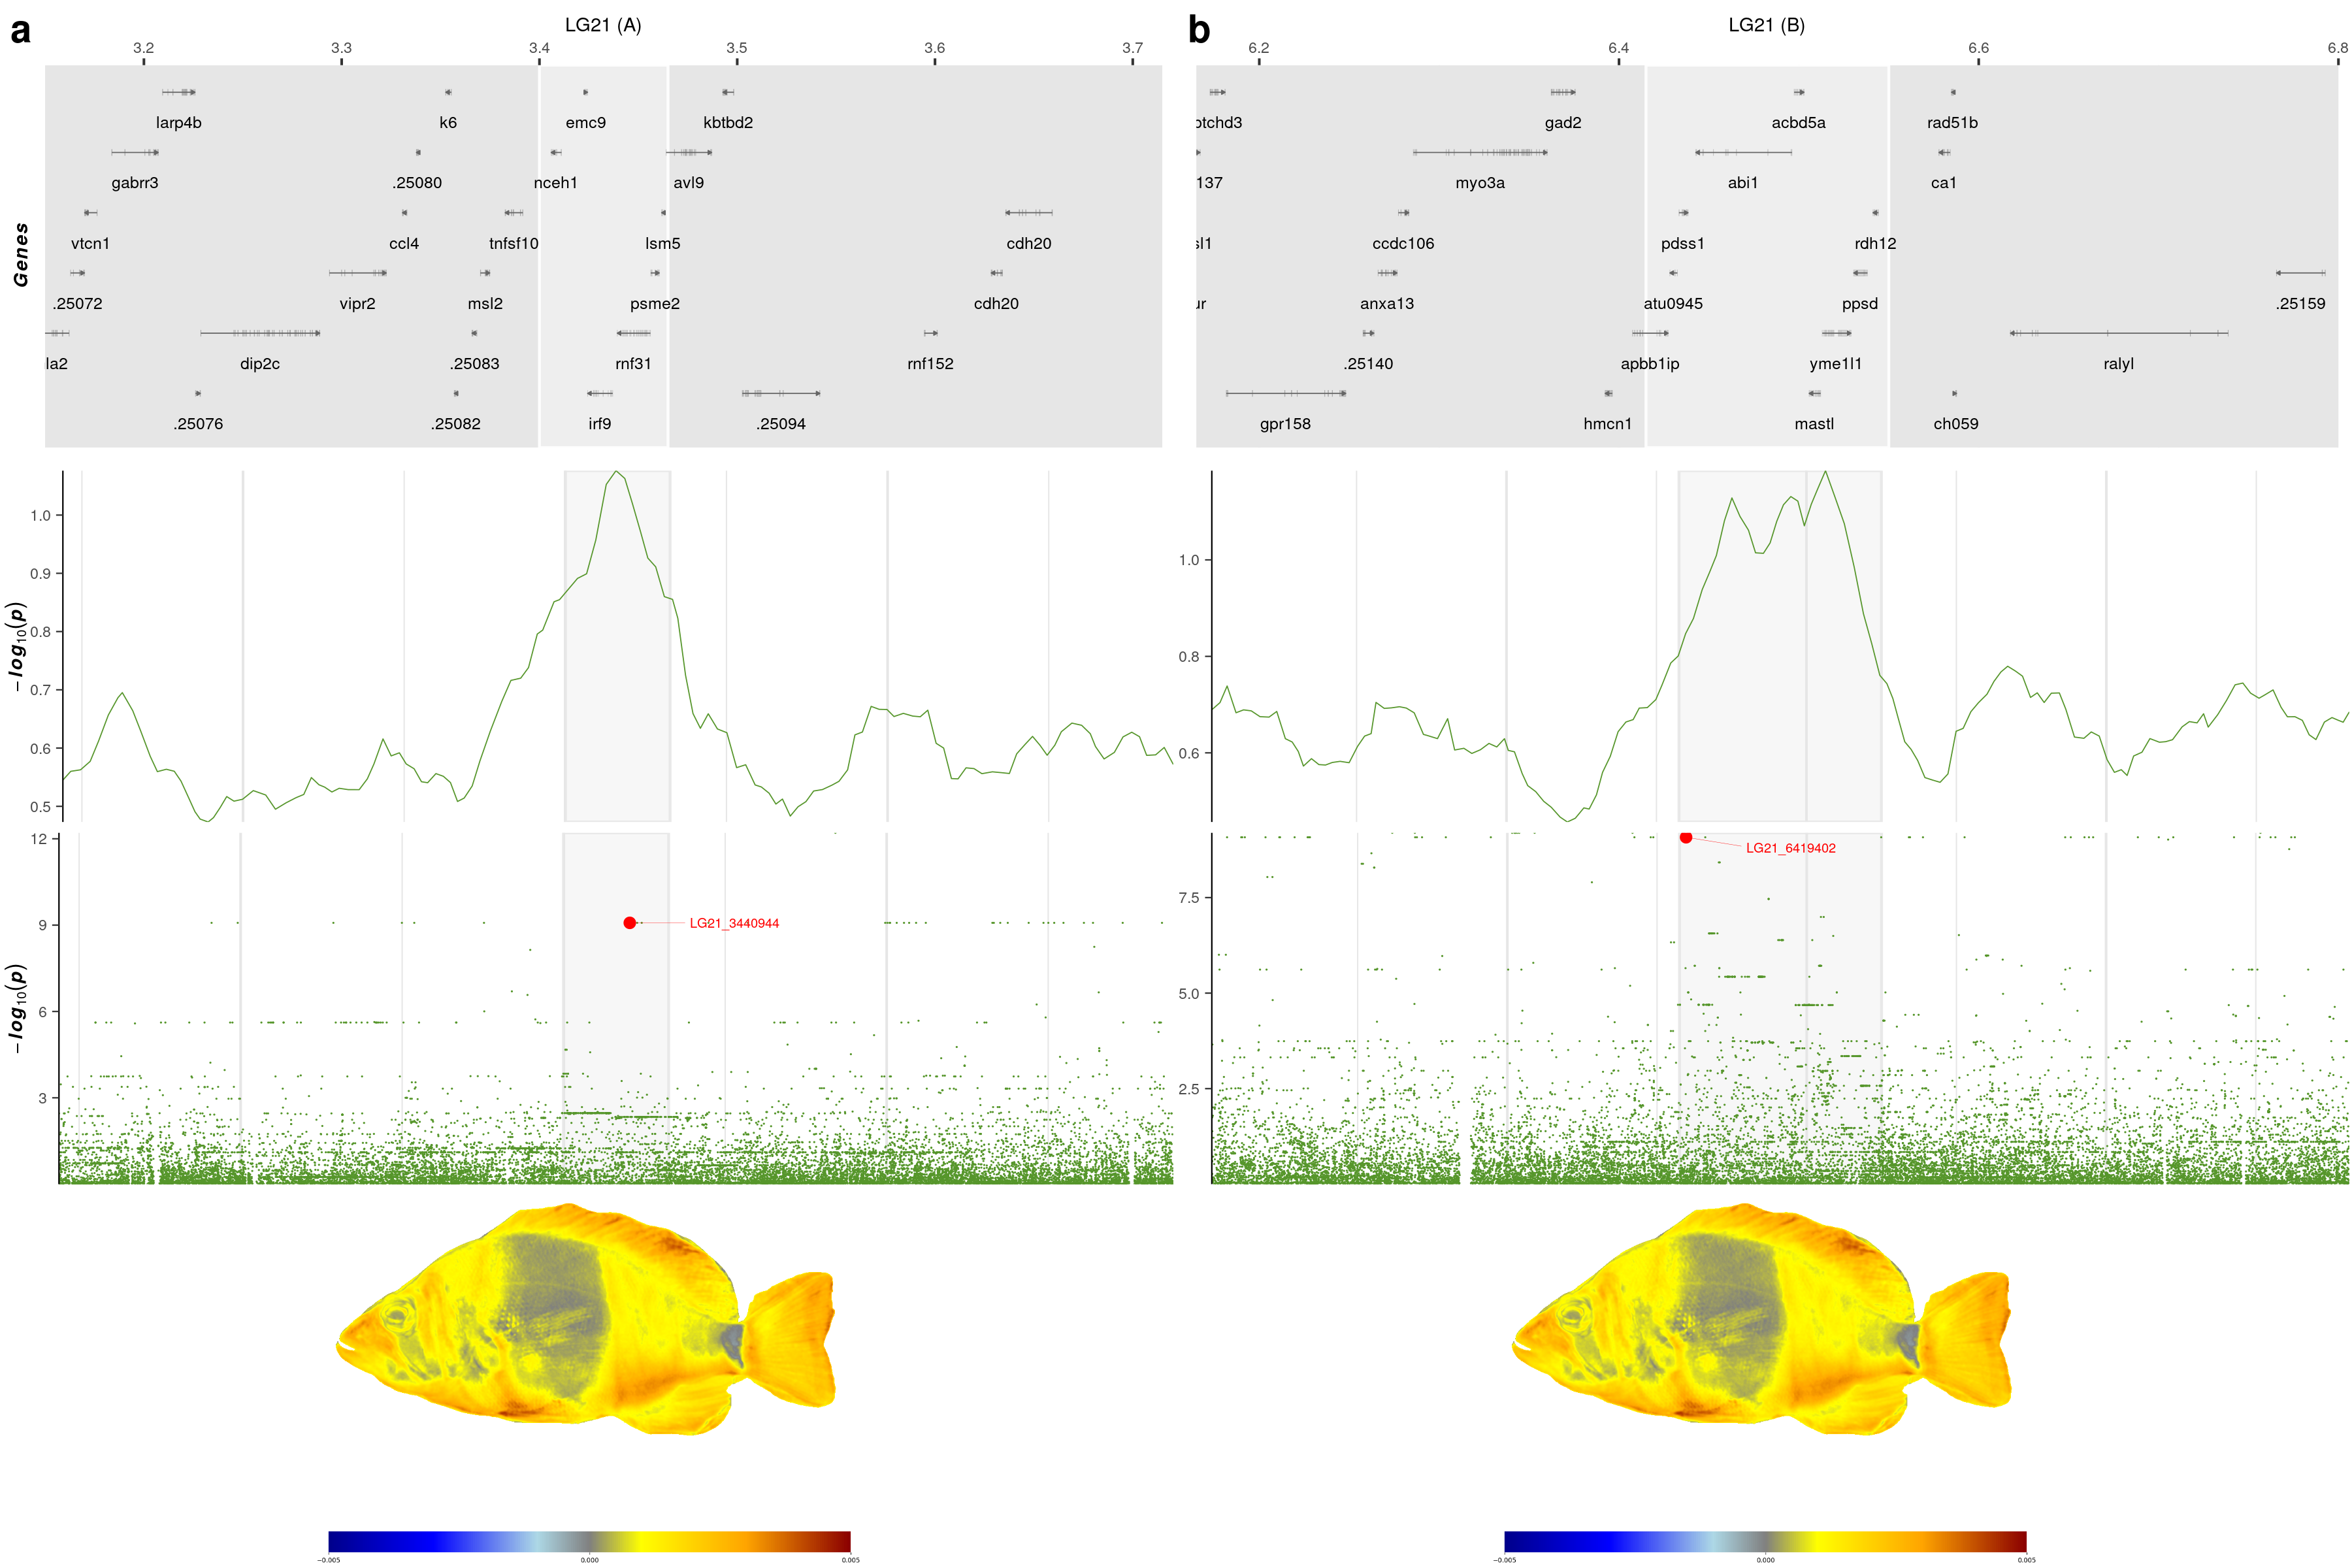 a
LG21 (A)
3.2 3.3 3.4 3.5 3.6 3.7
Genes
larp4b k6 emc9 kbtbd2
gabrr3 .25080 nceh1 avl9
vtcn1 ccl4 tnfsf10 lsm5 cdh20
.25072 vipr2 msl2 psme2 cdh20
la2 dip2c .25083 rnf31 rnf152
.25076 .25082 irf9 .25094
−log10(p)
1.0
0.9
0.8
0.7
0.6
0.5
−log10(p)
12
9
6
3
LG21_3440944
−0.005 0.000 0.005
b
LG21 (B)
6.2 6.4 6.6 6.8
otchd3 gad2 acbd5a rad51b
137 myo3a abi1 ca1
sl1 ccdc106 pdss1 rdh12
ur anxa13 atu0945 ppsd .25159
.25140 apbb1ip yme1l1 ralyl
gpr158 hmcn1 mastl ch059
1.0
0.8
0.6
7.5
5.0
2.5
LG21_6419402
−0.005 0.000 0.005